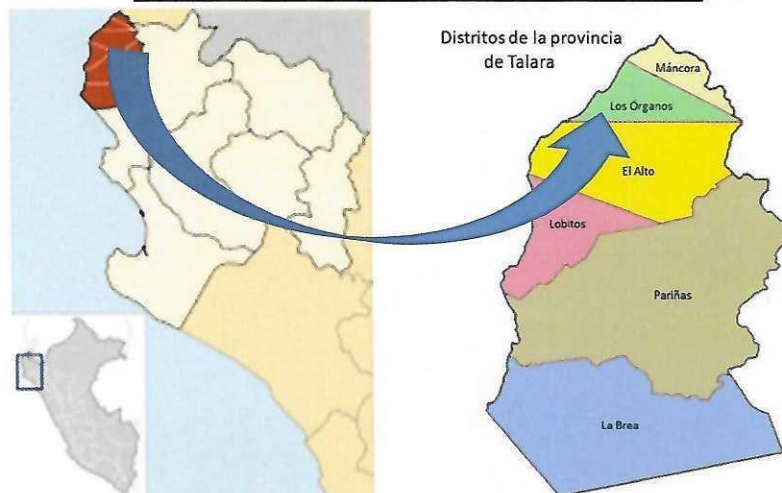 Distritos de la provincia
de Talara
Máncora
Los Órganos
El Alto
Lobitos
Pariñas
La Brea